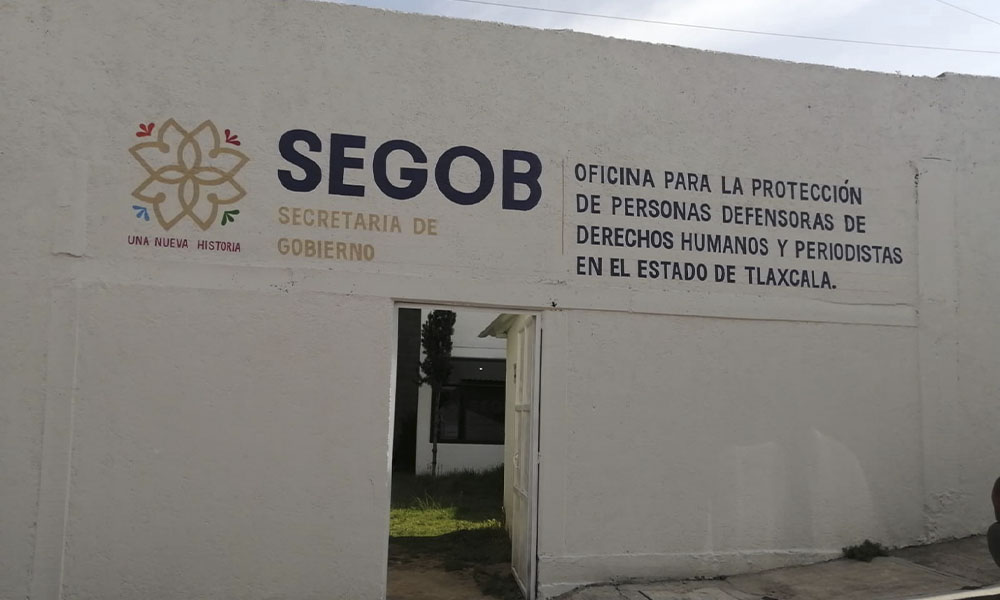 UNA NUEVA HISTORIA
SEGOB
SECRETARIA DE
GOBIERNO
OFICINA PARA LA PROTECCIÓN
DE PERSONAS DEFENSORAS DE
DERECHOS HUMANOS Y PERIODISTAS
EN EL ESTADO DE TLAXCALA.